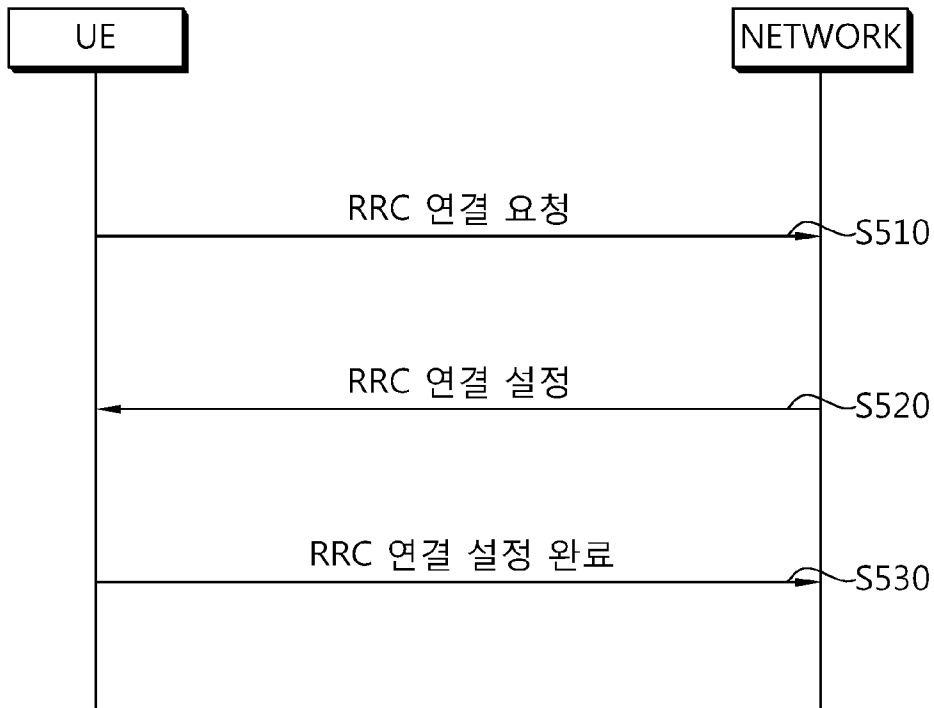 UE
NETWORK
RRC 연결 요청
S510
RRC 연결 설정
S520
RRC 연결 설정 완료
S530